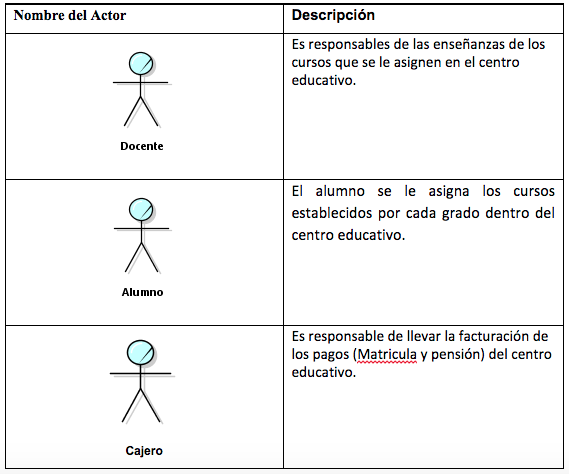 Nombre del Actor
Descripción
Docente
Es responsables de las enseñanzas de los
cursos que se le asignen en el centro
educativo.
Alumno
El alumno se le asigna los cursos
establecidos por cada grado dentro del
centro educativo.
Cajero
Es responsable de llevar la facturación de
los pagos (Matricula y pensión) del centro
educativo.